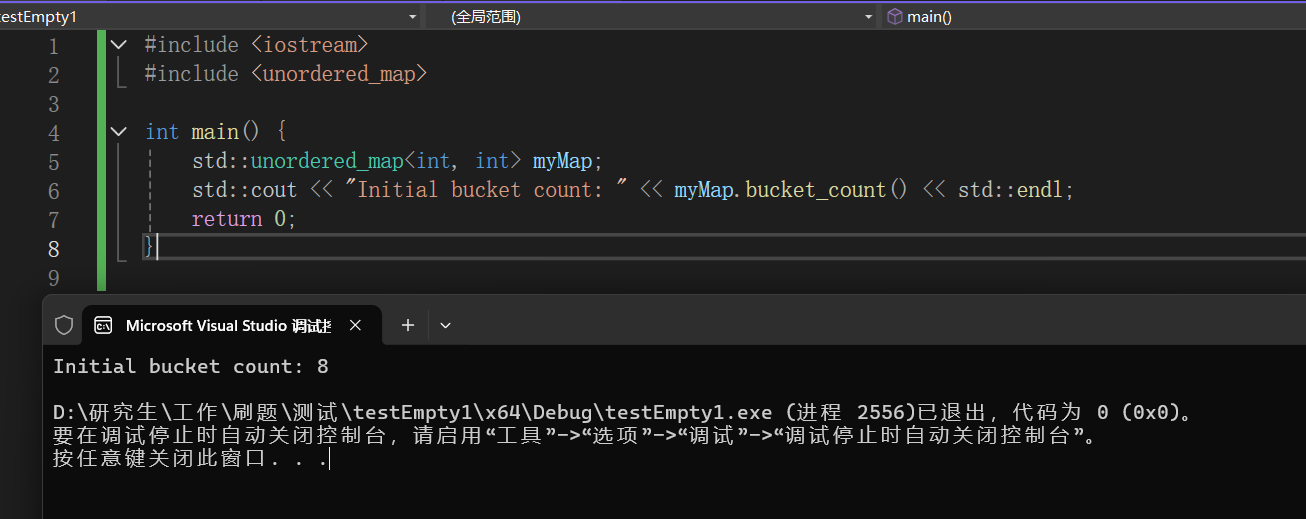 testEmpty1 (全局范围) main()
1 #include <iostream>
2 #include <unordered_map>
3
4 int main() {
5 std::unordered_map<int, int> myMap;
6 std::cout << "Initial bucket count: " << myMap.bucket_count() << std::endl;
7 return 0;
8 }
9
Microsoft Visual Studio 调试控
Initial bucket count: 8
D:\研究生\工作\刷题\测试\testEmpty1\x64\Debug\testEmpty1.exe (进程 2556)已退出，代码为 0 (0x0)。
要在调试停止时自动关闭控制台，请启用“工具”->“选项”->“调试”->“调试停止时自动关闭控制台”。
按任意键关闭此窗口. . .